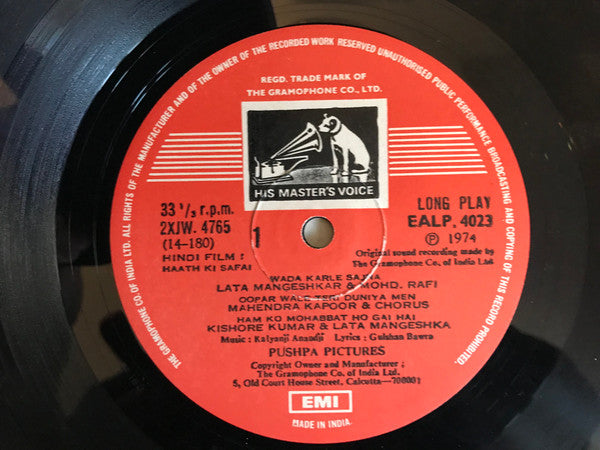 THE GRAMOPHONE CO. OF INDIA LTD. ALL RIGHTS OF THE MANUFACTURER AND OF THE OWNER OF THE RECORDED WORK RESERVED UNAUTHORISED PUBLIC PERFORMANCE BROADCASTING AND COPYING OF THIS RECORD PROHIBITED.
REGD. TRADE MARK OF
THE GRAMOPHONE CO., LTD.
HIS MASTER'S VOICE
33 1/3 r.p.m.
2XJW. 4765
(14-180)
HINDI FILM :
HAATH KI SAFAI
1
LONG PLAY
EALP. 4023
℗ 1974
Original sound recording made by
The Gramophone Co. of India Ltd.
WADA KARLE SAJNA
LATA MANGESHKAR & MOHD. RAFI
OOPAR WALE TERI DUNIYA MEN
MAHENDRA KAPOOR & CHORUS
HAM KO MOHABBAT HO GAI HAI
KISHORE KUMAR & LATA MANGESHKA
Music : Kalyanji Anandji Lyrics : Gulshan Bawra
PUSHPA PICTURES
Copyright Owner and Manufacturer ;
The Gramophone Co. of India Ltd.
5, Old Court House Street, Calcutta—700001
EMI
MADE IN INDIA